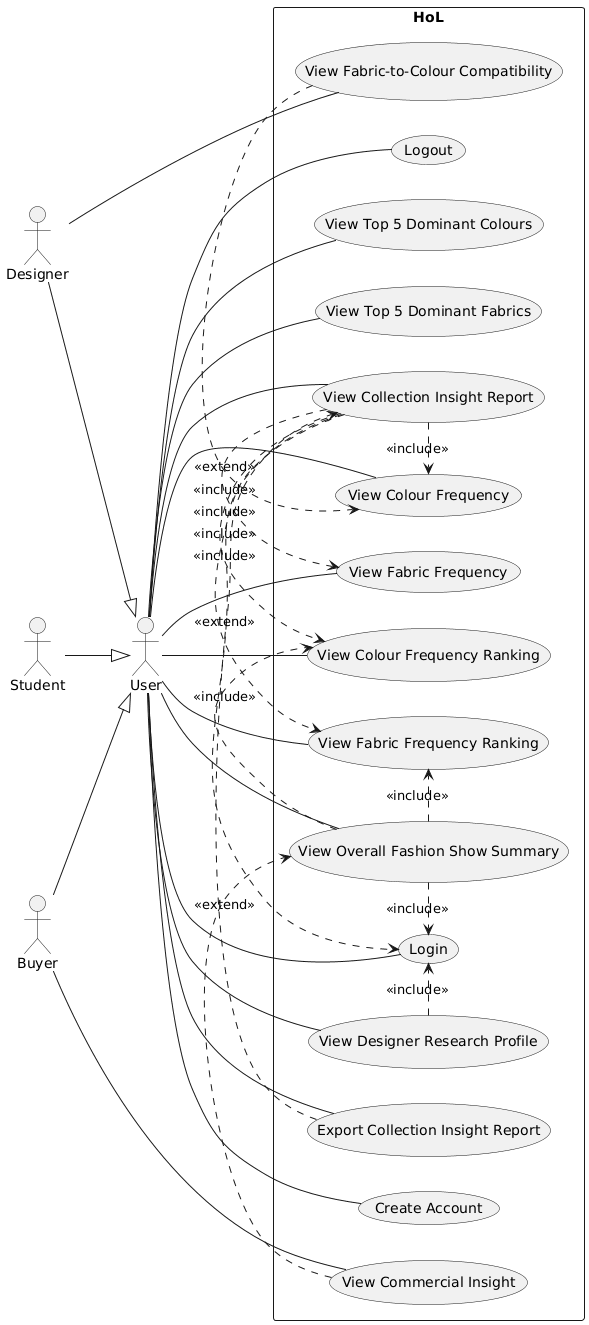 HoL
View Fabric-to-Colour Compatibility
Logout
Designer
View Top 5 Dominant Colours
View Top 5 Dominant Fabrics
View Collection Insight Report
«include»
«extend»
«include»
View Colour Frequency
«include»
«include»
«include»
View Fabric Frequency
«extend»
Student
User
View Colour Frequency Ranking
«include»
View Fabric Frequency Ranking
«include»
View Overall Fashion Show Summary
«extend»
«include»
Login
Buyer
«include»
View Designer Research Profile
Export Collection Insight Report
Create Account
View Commercial Insight